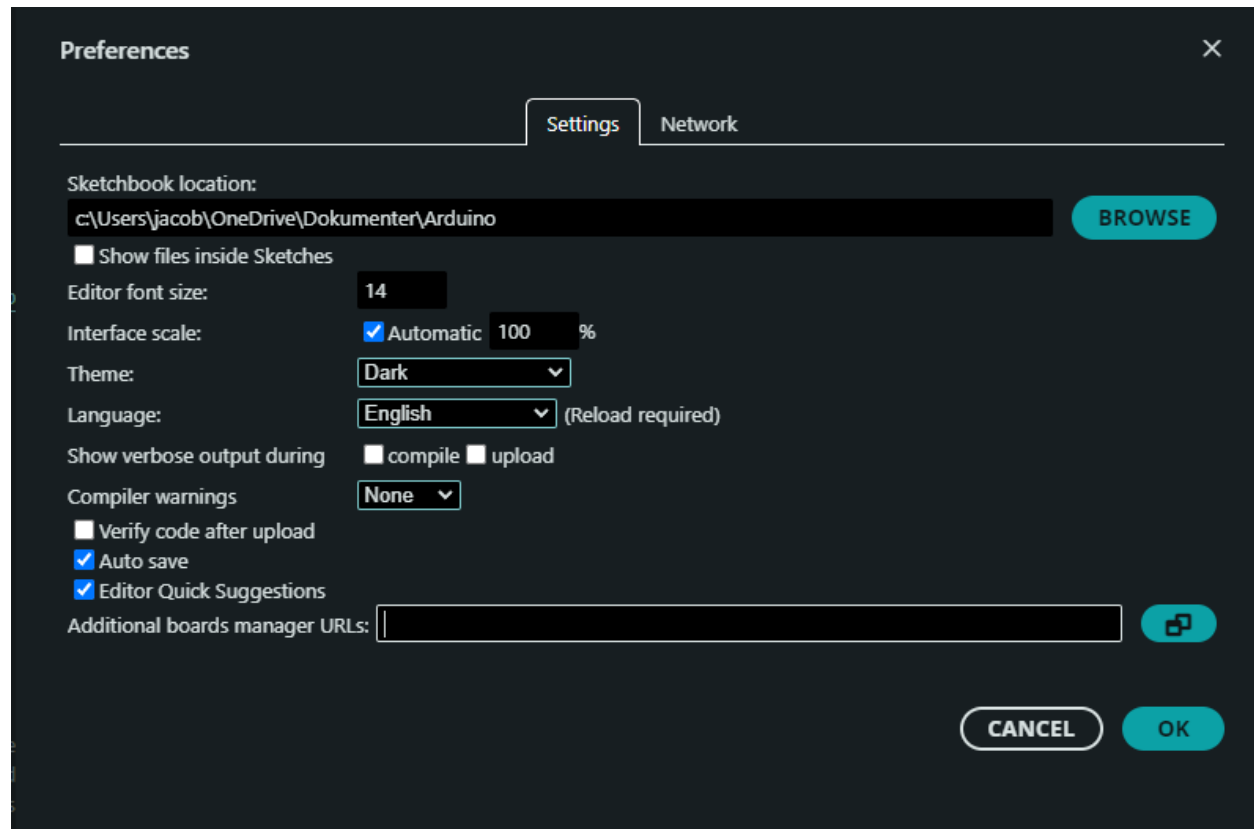 Preferences
Settings Network
Sketchbook location:
c:\Users\jacob\OneDrive\Dokumenter\Arduino BROWSE
Show files inside Sketches
Editor font size: 14
Interface scale: Automatic 100 %
Theme: Dark
Language: English (Reload required)
Show verbose output during compile upload
Compiler warnings None
Verify code after upload
Auto save
Editor Quick Suggestions
Additional boards manager URLs:
CANCEL OK